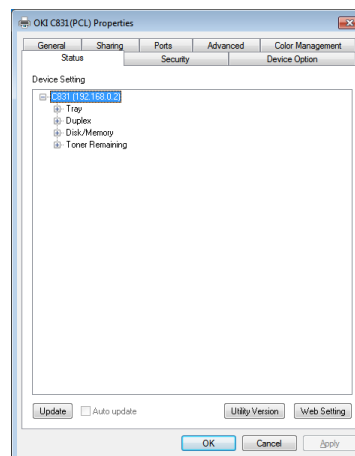 OKI C831(PCL) Properties
General Sharing Ports Advanced Color Management
Status Security Device Option
Device Setting
C831 (192.168.0.2)
Tray
Duplex
Disk/Memory
Toner Remaining
Update Auto update Utility Version Web Setting
OK Cancel Apply